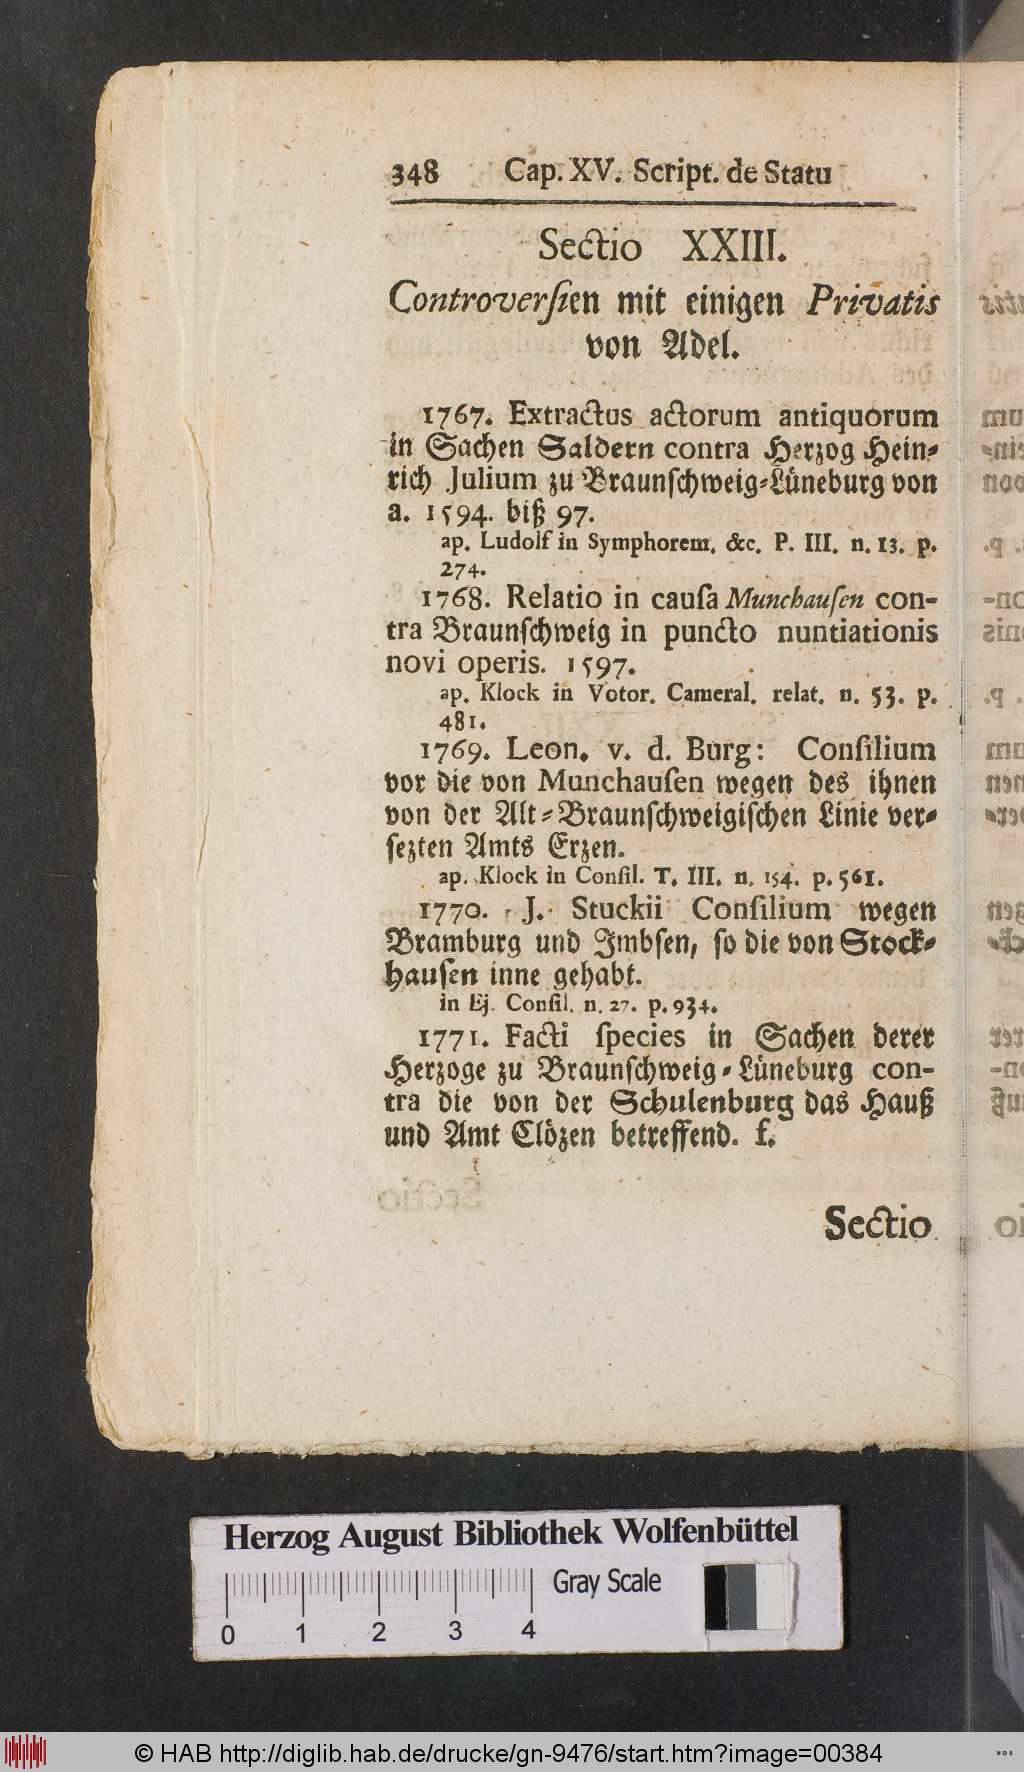 348 Cap. XV. Script. de Statu
Sectio XXIII.
Controverſien mit einigen Privatis
von Adel.
1767. Extractus actorum antiquorum
in Sachen Saldern contra Herzog Hein⸗
rich Julium zu Braunſchweig⸗Lüneburg von
a. 1594. biß 97.
ap. Ludolf in Symphorem. &c. P. III. n. 13. p.
274.
1768. Relatio in cauſa Munchauſen con-
tra Braunſchweig in puncto nuntiationis
novi operis. 1597.
ap. Klock in Votor. Cameral. relat. n. 53. p.
481.
1769. Leon. v. d. Burg: Conſilium
vor die von Munchauſen wegen des ihnen
von der Alt⸗Braunſchweigiſchen Linie ver⸗
ſezten Amts Erzen.
ap. Klock in Conſil. T. III. n. 154. p. 561.
1770. J. Stuckii Conſilium wegen
Bramburg und Imbſen, ſo die von Stock⸗
hauſen inne gehabt.
in Ej. Conſil. n. 27. p. 934.
1771. Facti ſpecies in Sachen derer
Herzoge zu Braunſchweig⸗Lüneburg con-
tra die von der Schulenburg das Hauß
und Amt Clözen betreffend. f.
Sectio
Herzog August Bibliothek Wolfenbüttel
Gray Scale
0 1 2 3 4
© HAB http://diglib.hab.de/drucke/gn-9476/start.htm?image=00384